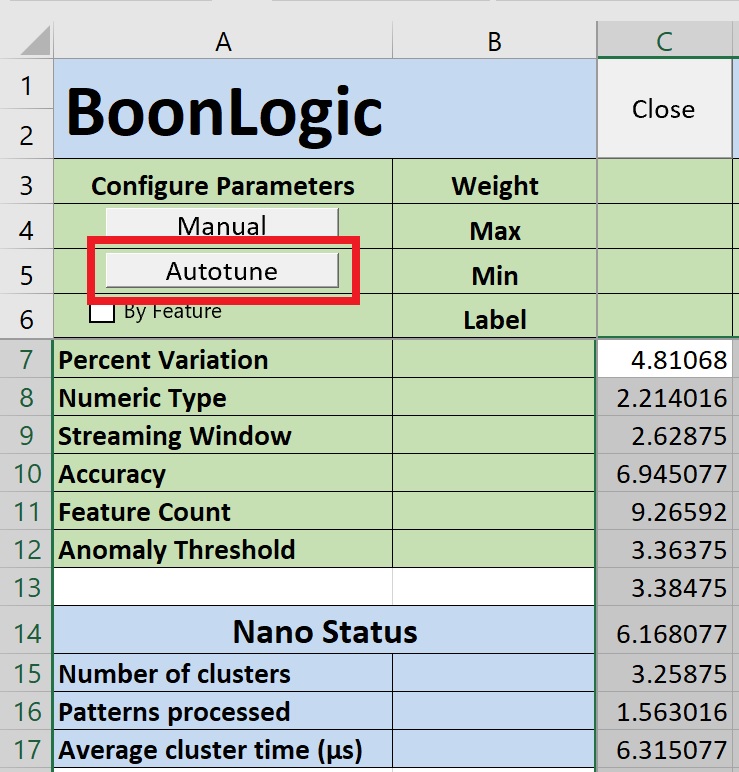 A B C
1 BoonLogic Close
2
3 Configure Parameters Weight
4 Manual Max
5 Autotune Min
6 By Feature Label
7 Percent Variation 4.81068
8 Numeric Type 2.214016
9 Streaming Window 2.62875
10 Accuracy 6.945077
11 Feature Count 9.26592
12 Anomaly Threshold 3.36375
13 3.38475
14 Nano Status 6.168077
15 Number of clusters 3.25875
16 Patterns processed 1.563016
17 Average cluster time (µs) 6.315077